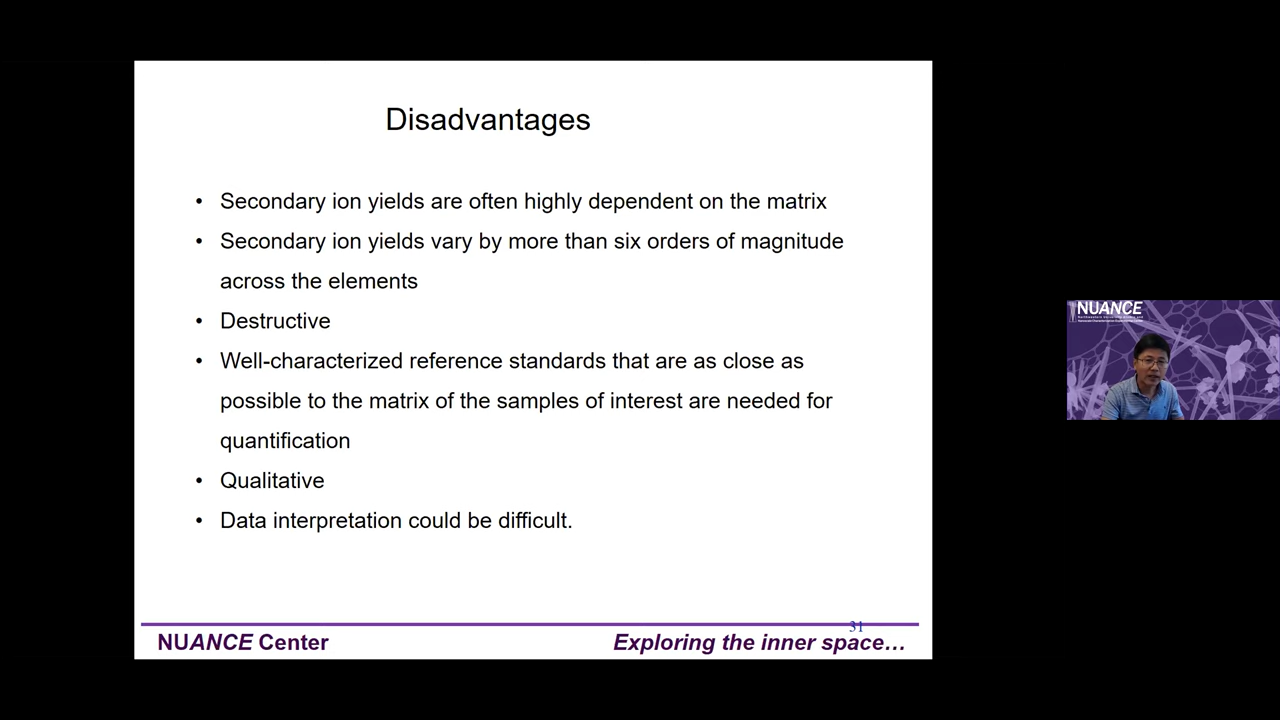 Disadvantages
• Secondary ion yields are often highly dependent on the matrix
• Secondary ion yields vary by more than six orders of magnitude
across the elements
• Destructive
• Well-characterized reference standards that are as close as
possible to the matrix of the samples of interest are needed for
quantification
• Qualitative
• Data interpretation could be difficult.
31
NUANCE Center
Exploring the inner space…
NUANCE